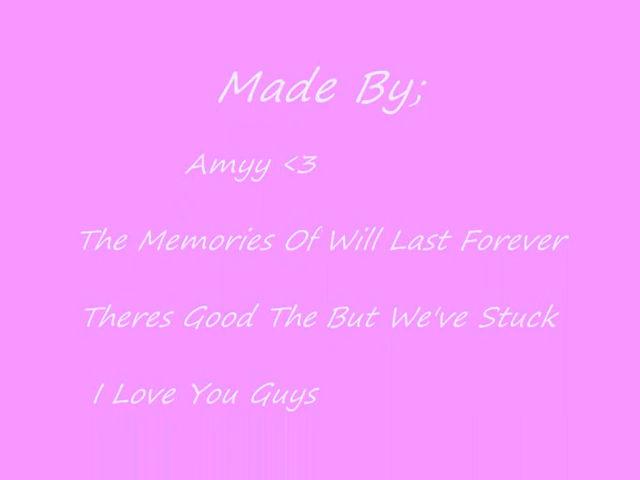 Made By;
Amyy <3
The Memories Of Will Last Forever
Theres Good The But We've Stuck
I Love You Guys